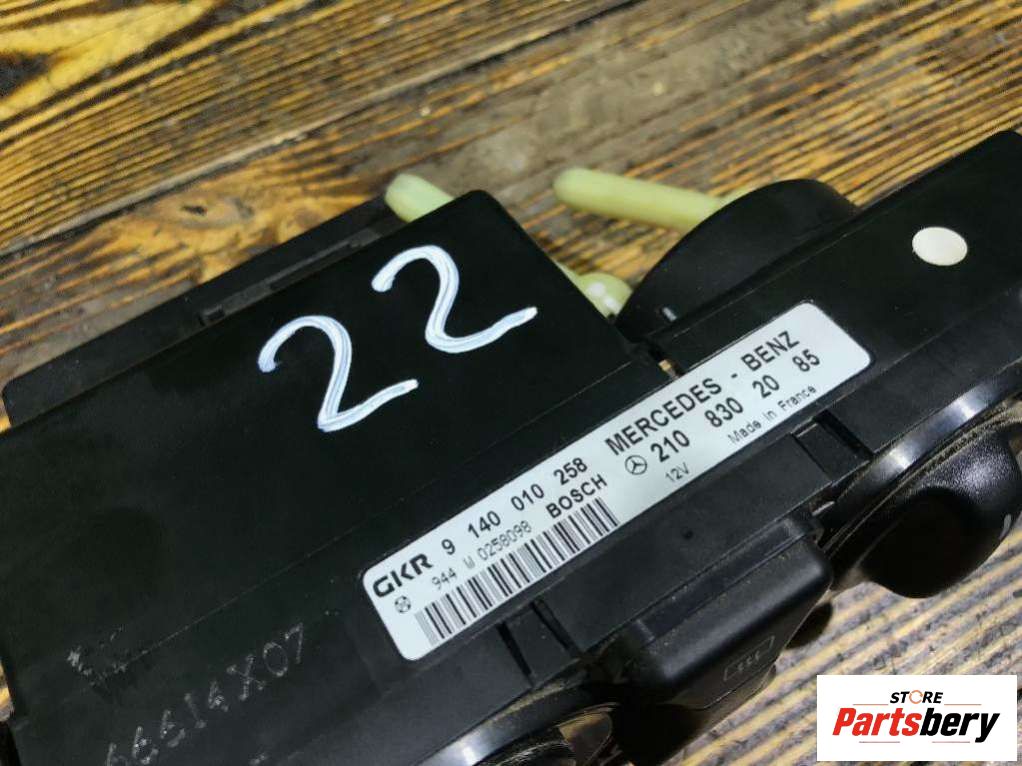 22
GKR 9 140 010 258 MERCEDES - BENZ
944 W 0258098 BOSCH 210 830 20 85
12V Made in France
STORE
Partsbery